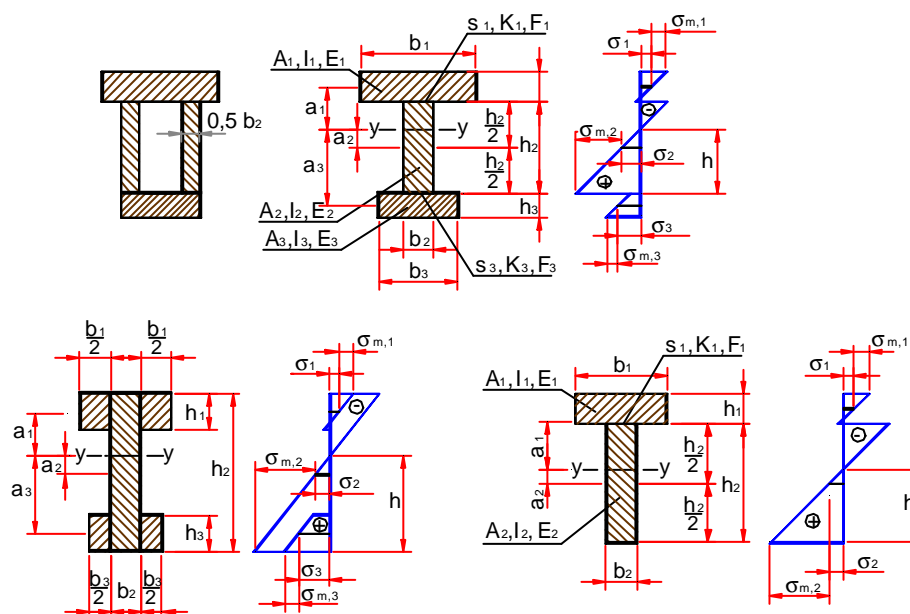 0,5 b₂
s₁, K₁, F₁
b₁
A₁, I₁, E₁
a₁
a₂
a₃
y
y
h₂/2
h₂/2
h₂
h₃
A₂, I₂, E₂
A₃, I₃, E₃
b₂
b₃
s₃, K₃, F₃
σm,1
σ₁
⊖
σm,2
σ₂
⊕
h
σ₃
σm,3
b₁/2
b₁/2
a₁
a₂
a₃
y
y
h₁
h₂
h₃
b₃/2
b₂
b₃/2
σm,1
σ₁
⊖
σm,2
σ₂
⊕
h
σ₃
σm,3
s₁, K₁, F₁
b₁
A₁, I₁, E₁
a₁
a₂
y
y
h₁
h₂/2
h₂/2
h₂
A₂, I₂, E₂
b₂
σm,1
σ₁
⊖
⊕
σ₂
σm,2